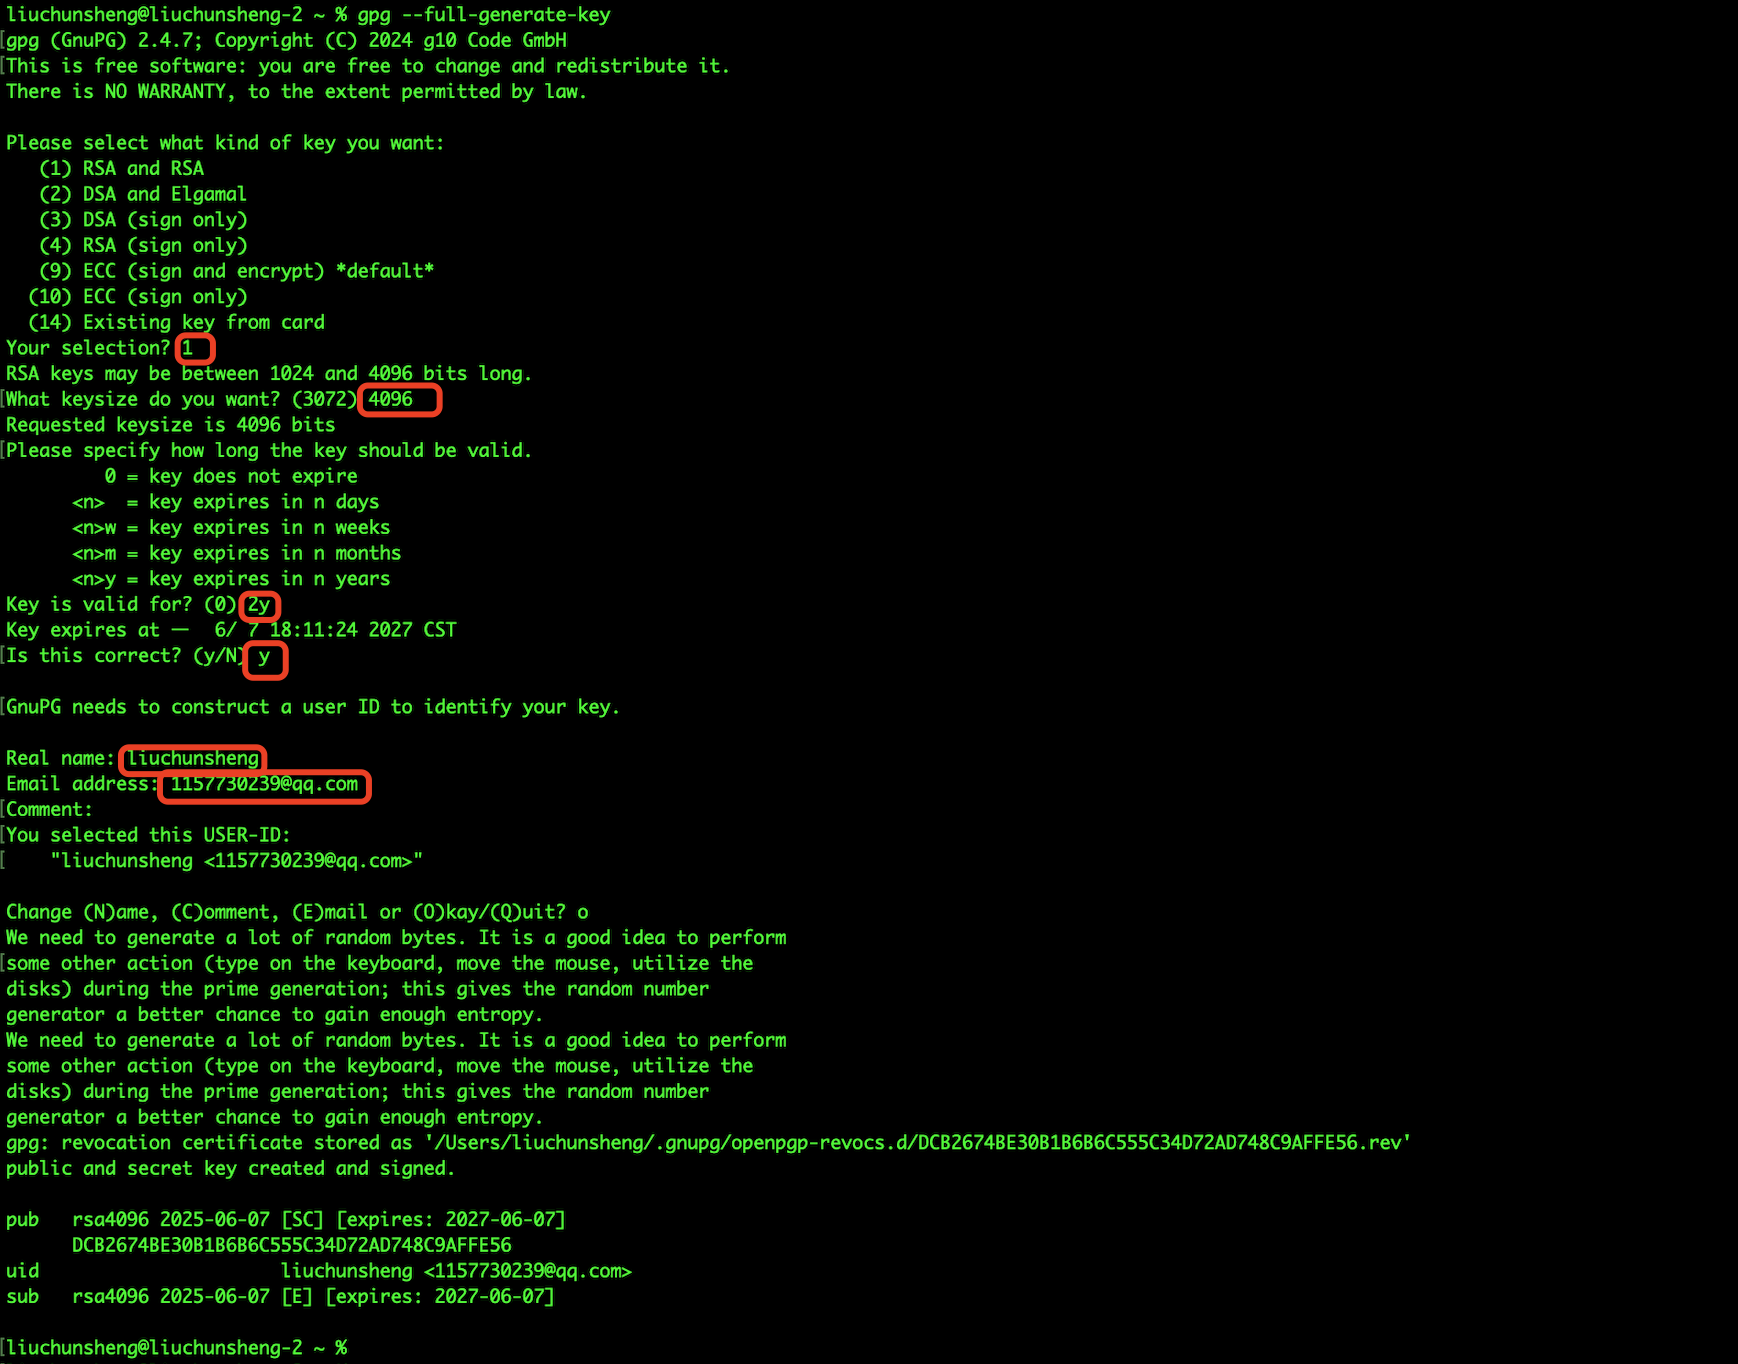 liuchunsheng@liuchunsheng-2 ~ % gpg --full-generate-key
gpg (GnuPG) 2.4.7; Copyright (C) 2024 g10 Code GmbH
This is free software: you are free to change and redistribute it.
There is NO WARRANTY, to the extent permitted by law.

Please select what kind of key you want:
   (1) RSA and RSA
   (2) DSA and Elgamal
   (3) DSA (sign only)
   (4) RSA (sign only)
   (9) ECC (sign and encrypt) *default*
  (10) ECC (sign only)
  (14) Existing key from card
Your selection? 1
RSA keys may be between 1024 and 4096 bits long.
[What keysize do you want? (3072) 4096
Requested keysize is 4096 bits
[Please specify how long the key should be valid.
         0 = key does not expire
      <n>  = key expires in n days
      <n>w = key expires in n weeks
      <n>m = key expires in n months
      <n>y = key expires in n years
Key is valid for? (0) 2y
Key expires at 一  6/ 7 18:11:24 2027 CST
[Is this correct? (y/N) y

[GnuPG needs to construct a user ID to identify your key.

Real name: liuchunsheng
Email address: 1157730239@qq.com
[Comment:
[You selected this USER-ID:
[    "liuchunsheng <1157730239@qq.com>"

Change (N)ame, (C)omment, (E)mail or (O)kay/(Q)uit? o
We need to generate a lot of random bytes. It is a good idea to perform
[some other action (type on the keyboard, move the mouse, utilize the
disks) during the prime generation; this gives the random number
generator a better chance to gain enough entropy.
We need to generate a lot of random bytes. It is a good idea to perform
some other action (type on the keyboard, move the mouse, utilize the
disks) during the prime generation; this gives the random number
generator a better chance to gain enough entropy.
gpg: revocation certificate stored as '/Users/liuchunsheng/.gnupg/openpgp-revocs.d/DCB2674BE30B1B6B6C555C34D72AD748C9AFFE56.rev'
public and secret key created and signed.

pub   rsa4096 2025-06-07 [SC] [expires: 2027-06-07]
      DCB2674BE30B1B6B6C555C34D72AD748C9AFFE56
uid                      liuchunsheng <1157730239@qq.com>
sub   rsa4096 2025-06-07 [E] [expires: 2027-06-07]

[liuchunsheng@liuchunsheng-2 ~ %